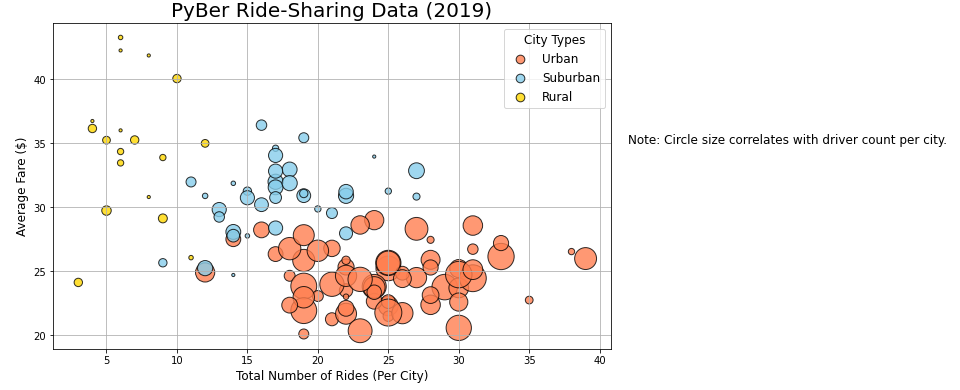 PyBer Ride-Sharing Data (2019)
City Types
Urban
Suburban
Rural
Note: Circle size correlates with driver count per city.
Average Fare ($)
40
35
30
25
20
5 10 15 20 25 30 35 40
Total Number of Rides (Per City)